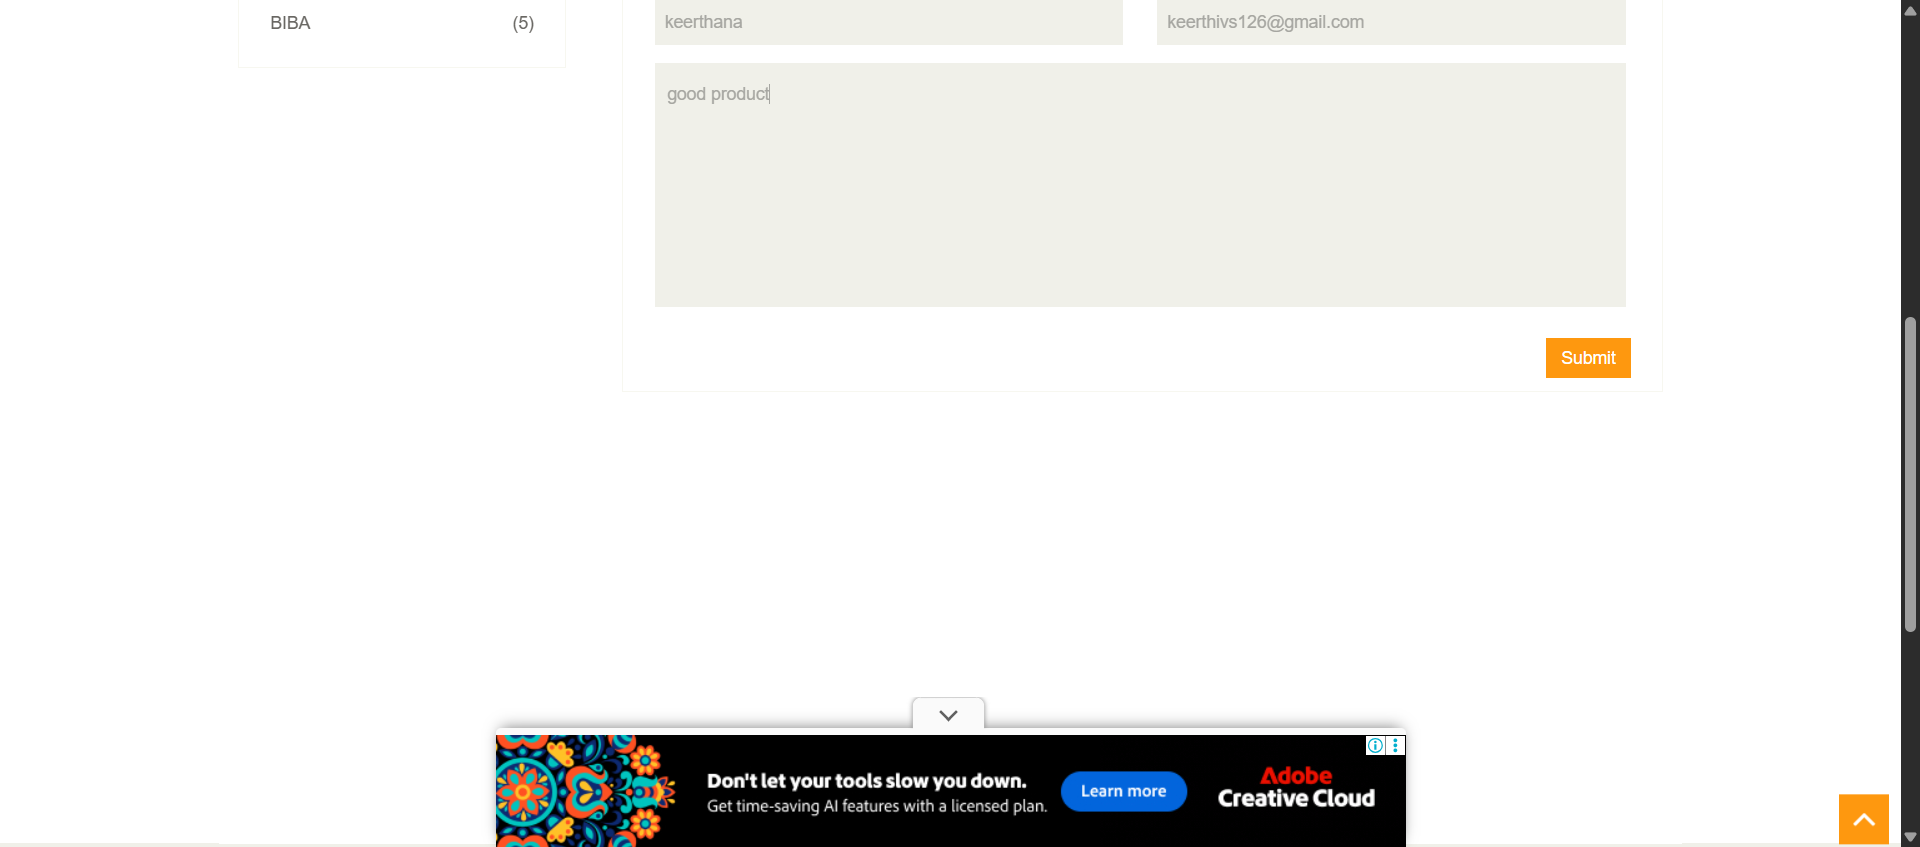 BIBA (5)
keerthana
keerthivs126@gmail.com
good product
Submit
Don't let your tools slow you down.
Get time-saving AI features with a licensed plan.
Learn more
Adobe
Creative Cloud